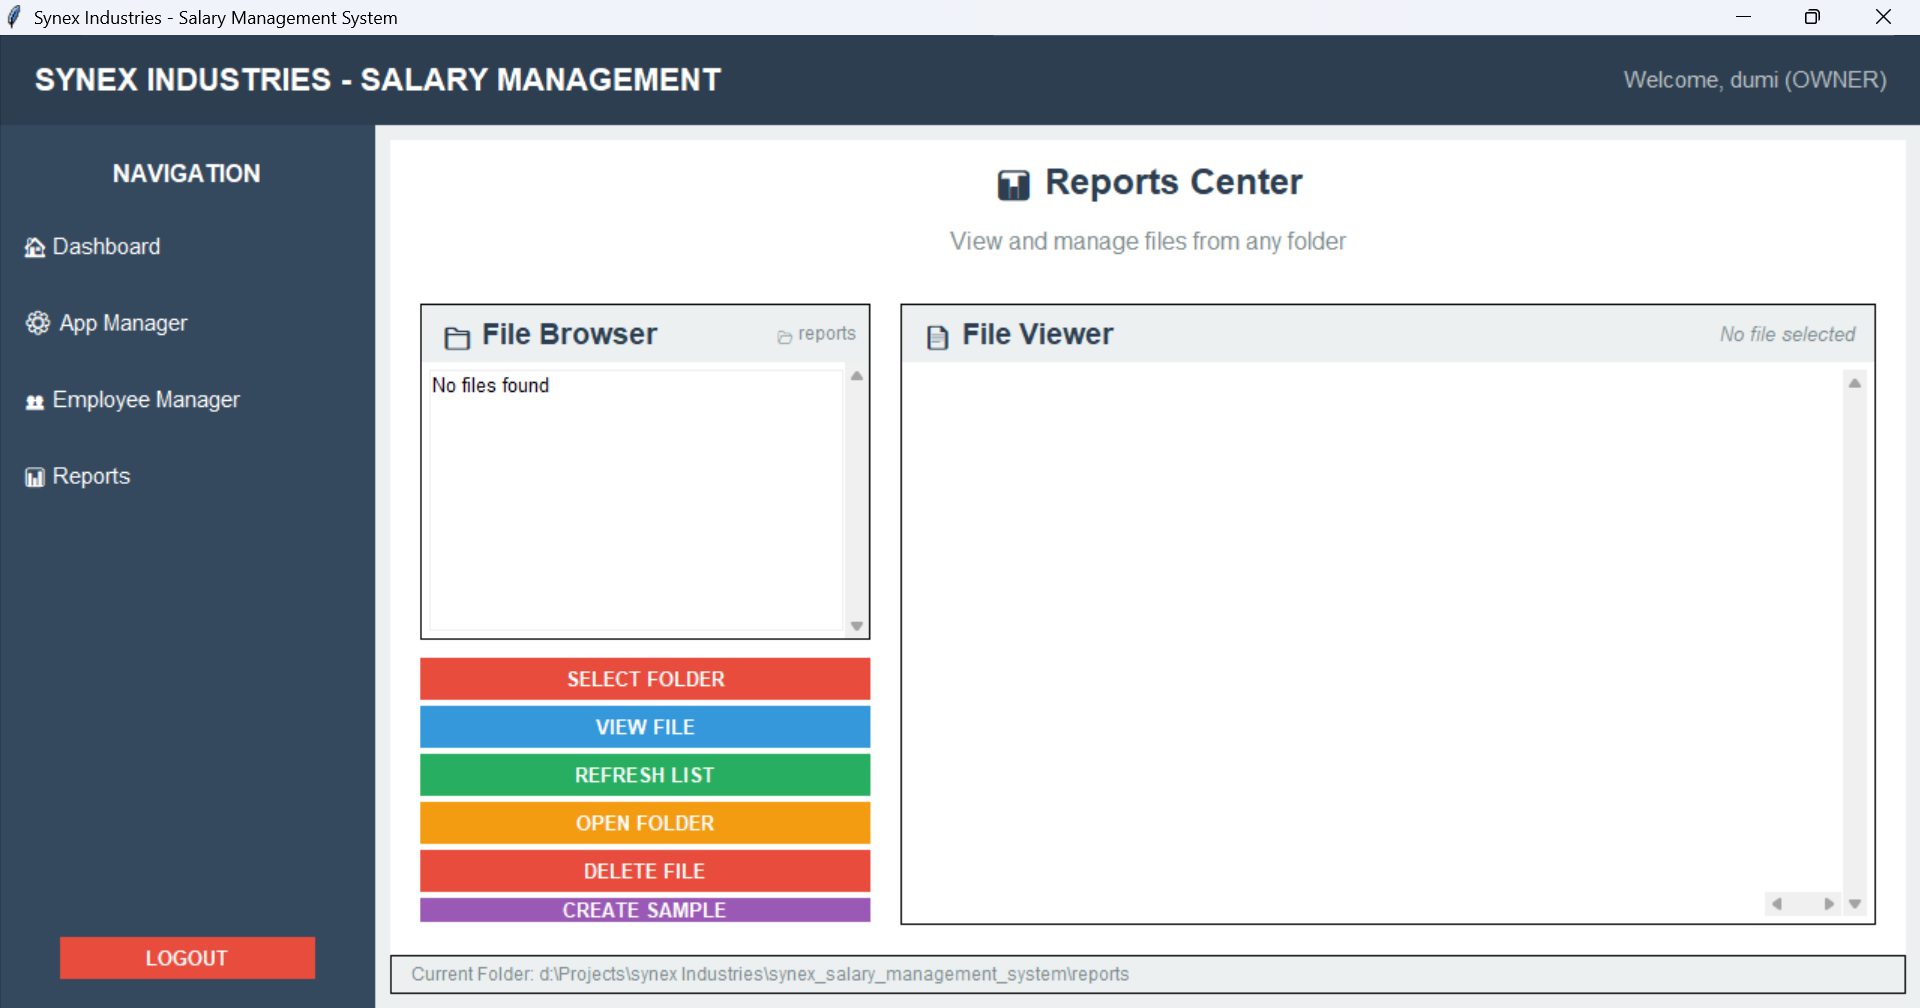 Synex Industries - Salary Management System
SYNEX INDUSTRIES - SALARY MANAGEMENT
Welcome, dumi (OWNER)
NAVIGATION
Dashboard
App Manager
Employee Manager
Reports
LOGOUT
Reports Center
View and manage files from any folder
File Browser
reports
No files found
SELECT FOLDER
VIEW FILE
REFRESH LIST
OPEN FOLDER
DELETE FILE
CREATE SAMPLE
File Viewer
No file selected
Current Folder: d:\Projects\synex Industries\synex_salary_management_system\reports